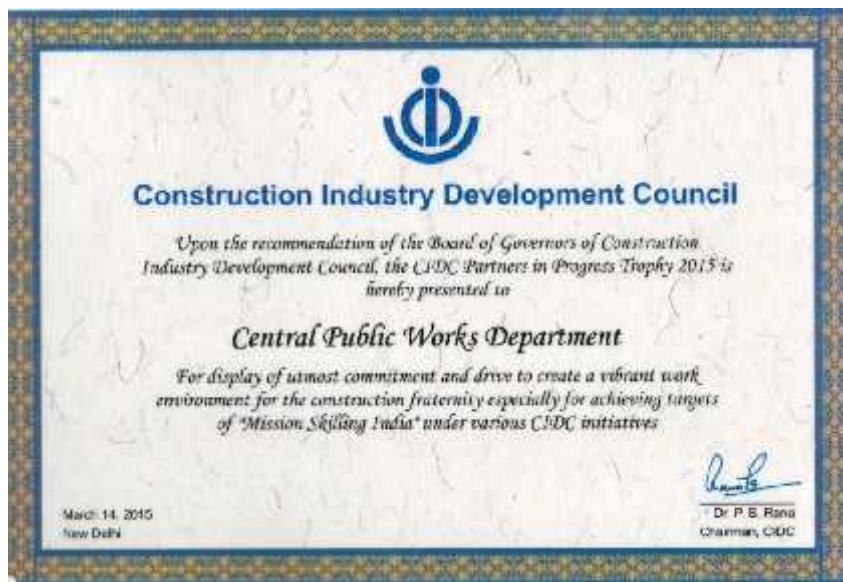 Construction Industry Development Council
Upon the recommendation of the Board of Governors of Construction
Industry Development Council, the CIDC Partners in Progress Trophy 2015 is
hereby presented to
Central Public Works Department
For display of utmost commitment and drive to create a vibrant work
environment for the construction fraternity especially for achieving targets
of "Mission Skilling India" under various CIDC initiatives
March 14, 2015
New Delhi
Dr. P. S. Rana
Chairman, CIDC